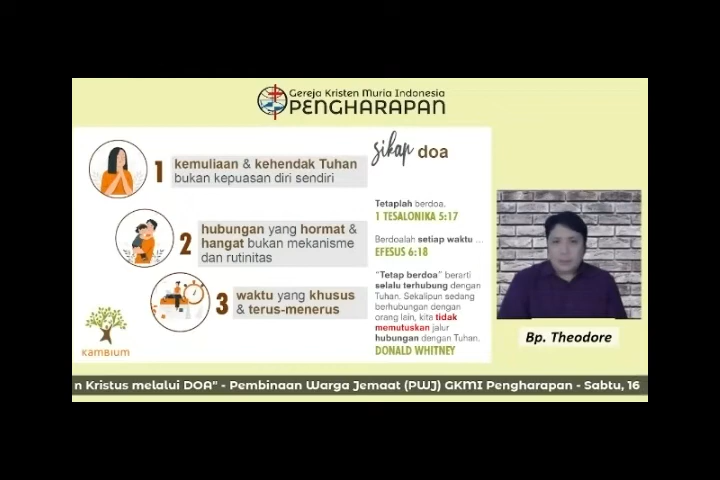 Gereja Kristen Muria Indonesia
PENGHARAPAN
sikap doa
1 kemuliaan & kehendak Tuhan
bukan kepuasan diri sendiri
2 hubungan yang hormat &
hangat bukan mekanisme
dan rutinitas
3 waktu yang khusus
& terus-menerus
kambium
Tetaplah berdoa.
1 TESALONIKA 5:17
Berdoalah setiap waktu ...
EFESUS 6:18
“Tetap berdoa” berarti
selalu terhubung dengan
Tuhan. Sekalipun sedang
berhubungan dengan
orang lain, kita tidak
memutuskan jalur
hubungan dengan Tuhan.
DONALD WHITNEY
Bp. Theodore
n Kristus melalui DOA" - Pembinaan Warga Jemaat (PWJ) GKMI Pengharapan - Sabtu, 16